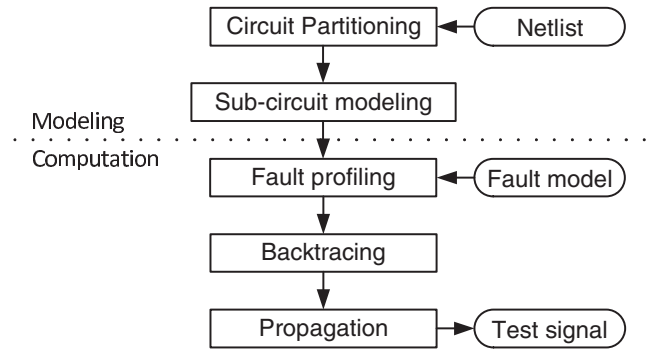 Circuit Partitioning
Netlist
Sub-circuit modeling
Modeling
Computation
Fault profiling
Fault model
Backtracing
Propagation
Test signal